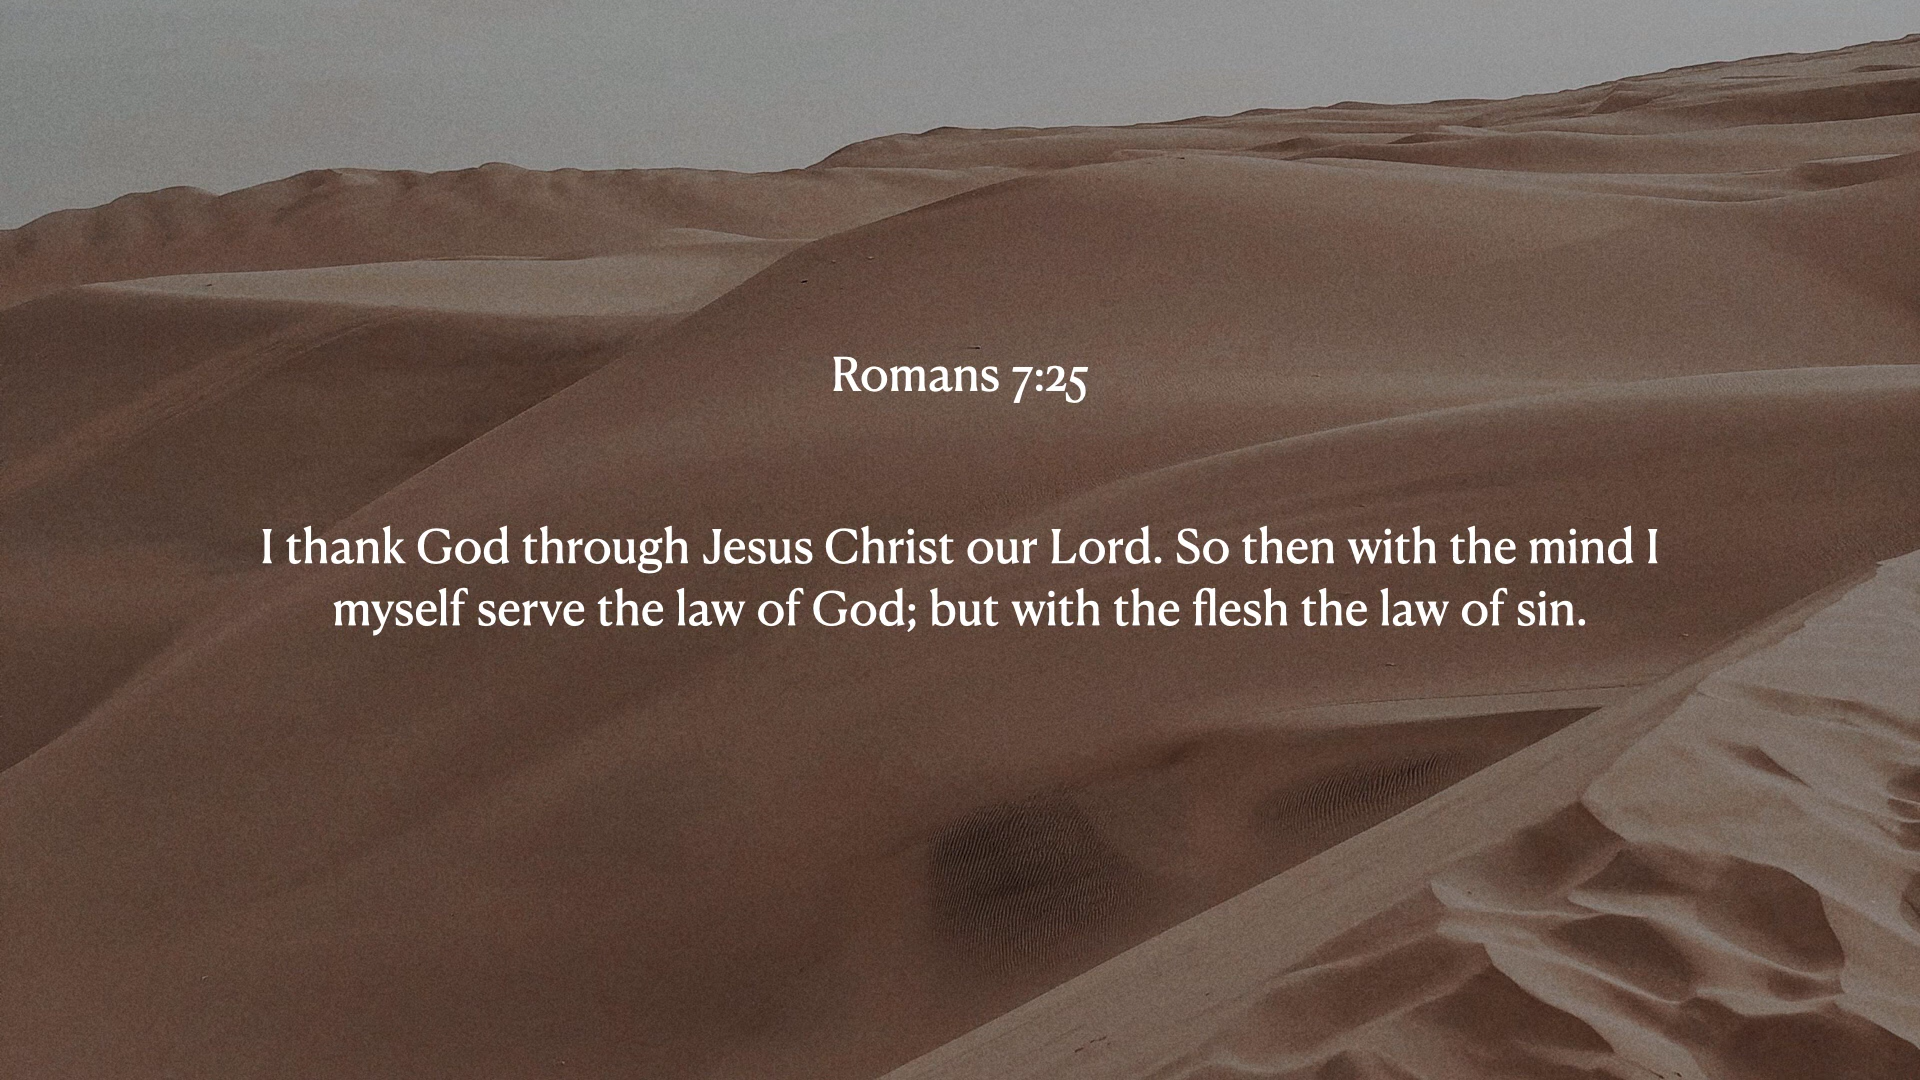 Romans 7:25
I thank God through Jesus Christ our Lord. So then with the mind I
myself serve the law of God; but with the flesh the law of sin.